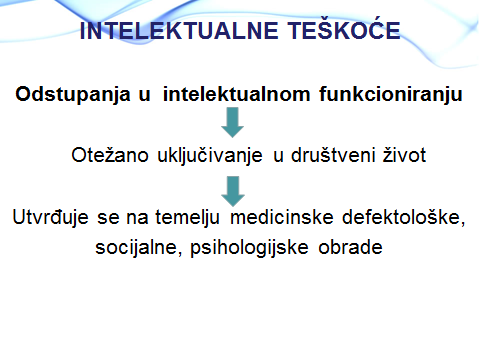 INTELEKTUALNE TEŠKOĆE
Odstupanja u intelektualnom funkcioniranju
Otežano uključivanje u društveni život
Utvrđuje se na temelju medicinske defektološke,
socijalne, psihologijske obrade